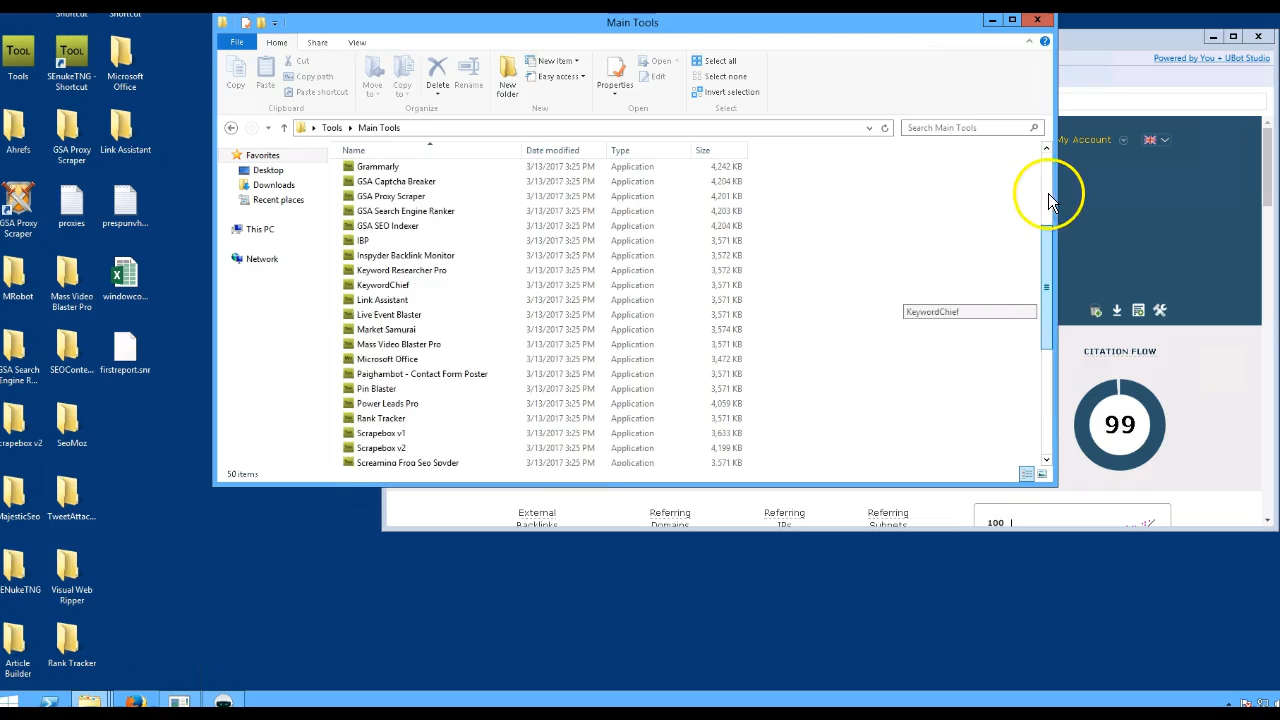 Shortcut
Shortcut
TOOL
TOOL
Tools
SEnukeTNG -
Shortcut
Microsoft
Office
Ahrefs
GSA Proxy
Scraper
Link Assistant
GSA Proxy
Scraper
proxies
prespunvh...
MRobot
Mass Video
Blaster Pro
windowco...
GSA Search
Engine R...
SEOConte...
firstreport.snr
Scrapebox v2
SeoMoz
MajesticSeo
TweetAttac...
SENukeTNG
Visual Web
Ripper
Article
Builder
Rank Tracker
Main Tools
File
Home
Share
View
Copy
Paste
Cut
Copy path
Paste shortcut
Clipboard
Move
to
Copy
to
Delete
Rename
Organize
New
folder
New item
Easy access
New
Properties
Open
Edit
Open
Select all
Select none
Invert selection
Select
Tools
Main Tools
Search Main Tools
Favorites
Desktop
Downloads
Recent places
This PC
Network
Name Date modified Type Size
Grammarly 3/13/2017 3:25 PM Application 4,242 KB
GSA Captcha Breaker 3/13/2017 3:25 PM Application 4,204 KB
GSA Proxy Scraper 3/13/2017 3:25 PM Application 4,201 KB
GSA Search Engine Ranker 3/13/2017 3:25 PM Application 4,203 KB
GSA SEO Indexer 3/13/2017 3:25 PM Application 4,204 KB
IBP 3/13/2017 3:25 PM Application 3,571 KB
Inspyder Backlink Monitor 3/13/2017 3:25 PM Application 3,572 KB
Keyword Researcher Pro 3/13/2017 3:25 PM Application 3,571 KB
KeywordChief 3/13/2017 3:25 PM Application 3,571 KB
Link Assistant 3/13/2017 3:25 PM Application 3,571 KB
Live Event Blaster 3/13/2017 3:25 PM Application 3,571 KB
Market Samurai 3/13/2017 3:25 PM Application 3,574 KB
Mass Video Blaster Pro 3/13/2017 3:25 PM Application 3,571 KB
Microsoft Office 3/13/2017 3:25 PM Application 3,472 KB
Paighambot - Contact Form Poster 3/13/2017 3:25 PM Application 3,571 KB
Pin Blaster 3/13/2017 3:25 PM Application 3,571 KB
Power Leads Pro 3/13/2017 3:25 PM Application 4,059 KB
Rank Tracker 3/13/2017 3:25 PM Application 3,571 KB
Scrapebox v1 3/13/2017 3:25 PM Application 3,633 KB
Scrapebox v2 3/13/2017 3:25 PM Application 4,199 KB
Screaming Frog Seo Spyder 3/13/2017 3:25 PM Application 3,571 KB
KeywordChief
50 items
Powered by You + UBot Studio
My Account
CITATION FLOW
99
External
Backlinks
Referring
Domains
Referring
IPs
Referring
Subnets
100